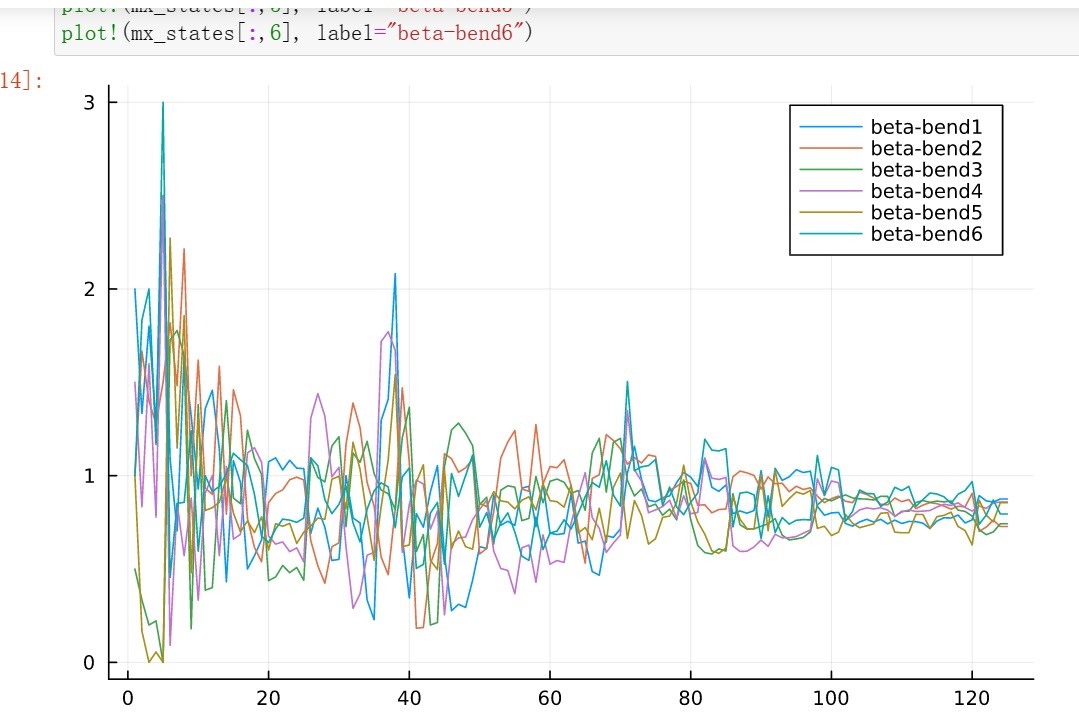 plot!(mx_states[:,6], label="beta-bend6")
14]:
3
2
1
0
beta-bend1
beta-bend2
beta-bend3
beta-bend4
beta-bend5
beta-bend6
0 20 40 60 80 100 120